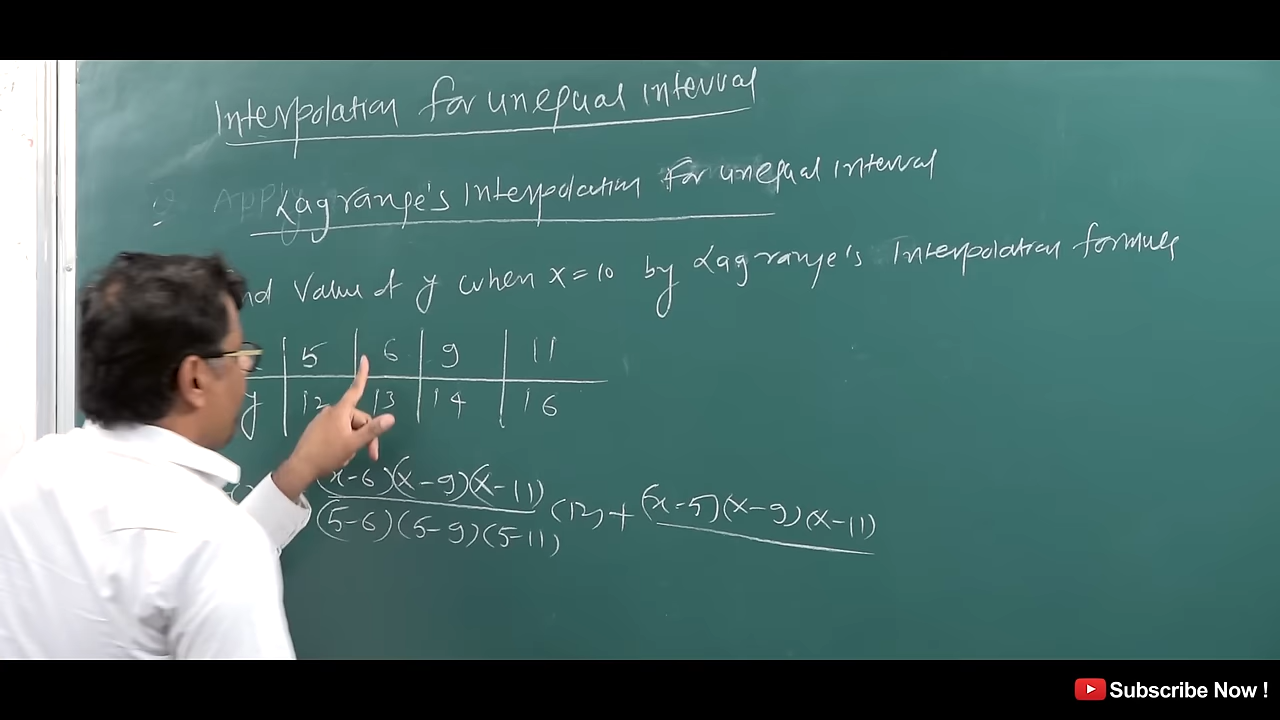 Interpolation for unequal interval
Lagrange's Interpolation for unequal interval
Value of y when x=10 by Lagrange's Interpolation formula
5 | 6 | 9 | 11
y | 12 | 13 | 14 | 16
(x-6)(x-9)(x-11) / (5-6)(5-9)(5-11) (12) + (x-5)(x-9)(x-11)
Subscribe Now !